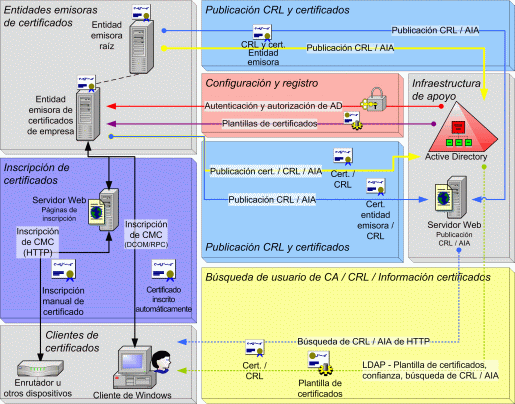 Entidades emisoras
de certificados
Entidad
emisora
raíz
Entidad
emisora de
certificados
de empresa
Publicación CRL y certificados
Publicación CRL / AIA
CRL y cert.
Entidad
emisora
Publicación CRL / AIA
Configuración y registro
Autenticación y autorización de AD
Plantillas de certificados
Infraestructura
de apoyo
Active Directory
Servidor Web
Publicación
CRL / AIA
Publicación cert. / CRL / AIA
Cert.
/ CRL
Publicación CRL / AIA
Cert.
entidad
emisora /
CRL
Publicación CRL y certificados
Inscripción de
certificados
Servidor Web
Páginas de
inscripción
Inscripción
de CMC
(HTTP)
Inscripción
de CMC
(DCOM/RPC)
Inscripción
manual de
certificado
Certificado
inscrito
automáticamente
Búsqueda de usuario de CA / CRL / Información certificados
Búsqueda de CRL / AIA de HTTP
Cert. /
CRL
Plantilla de
certificados
LDAP - Plantilla de certificados,
confianza, búsqueda de CRL / AIA
Clientes de
certificados
Enrutador u
otros dispositivos
Cliente de Windows